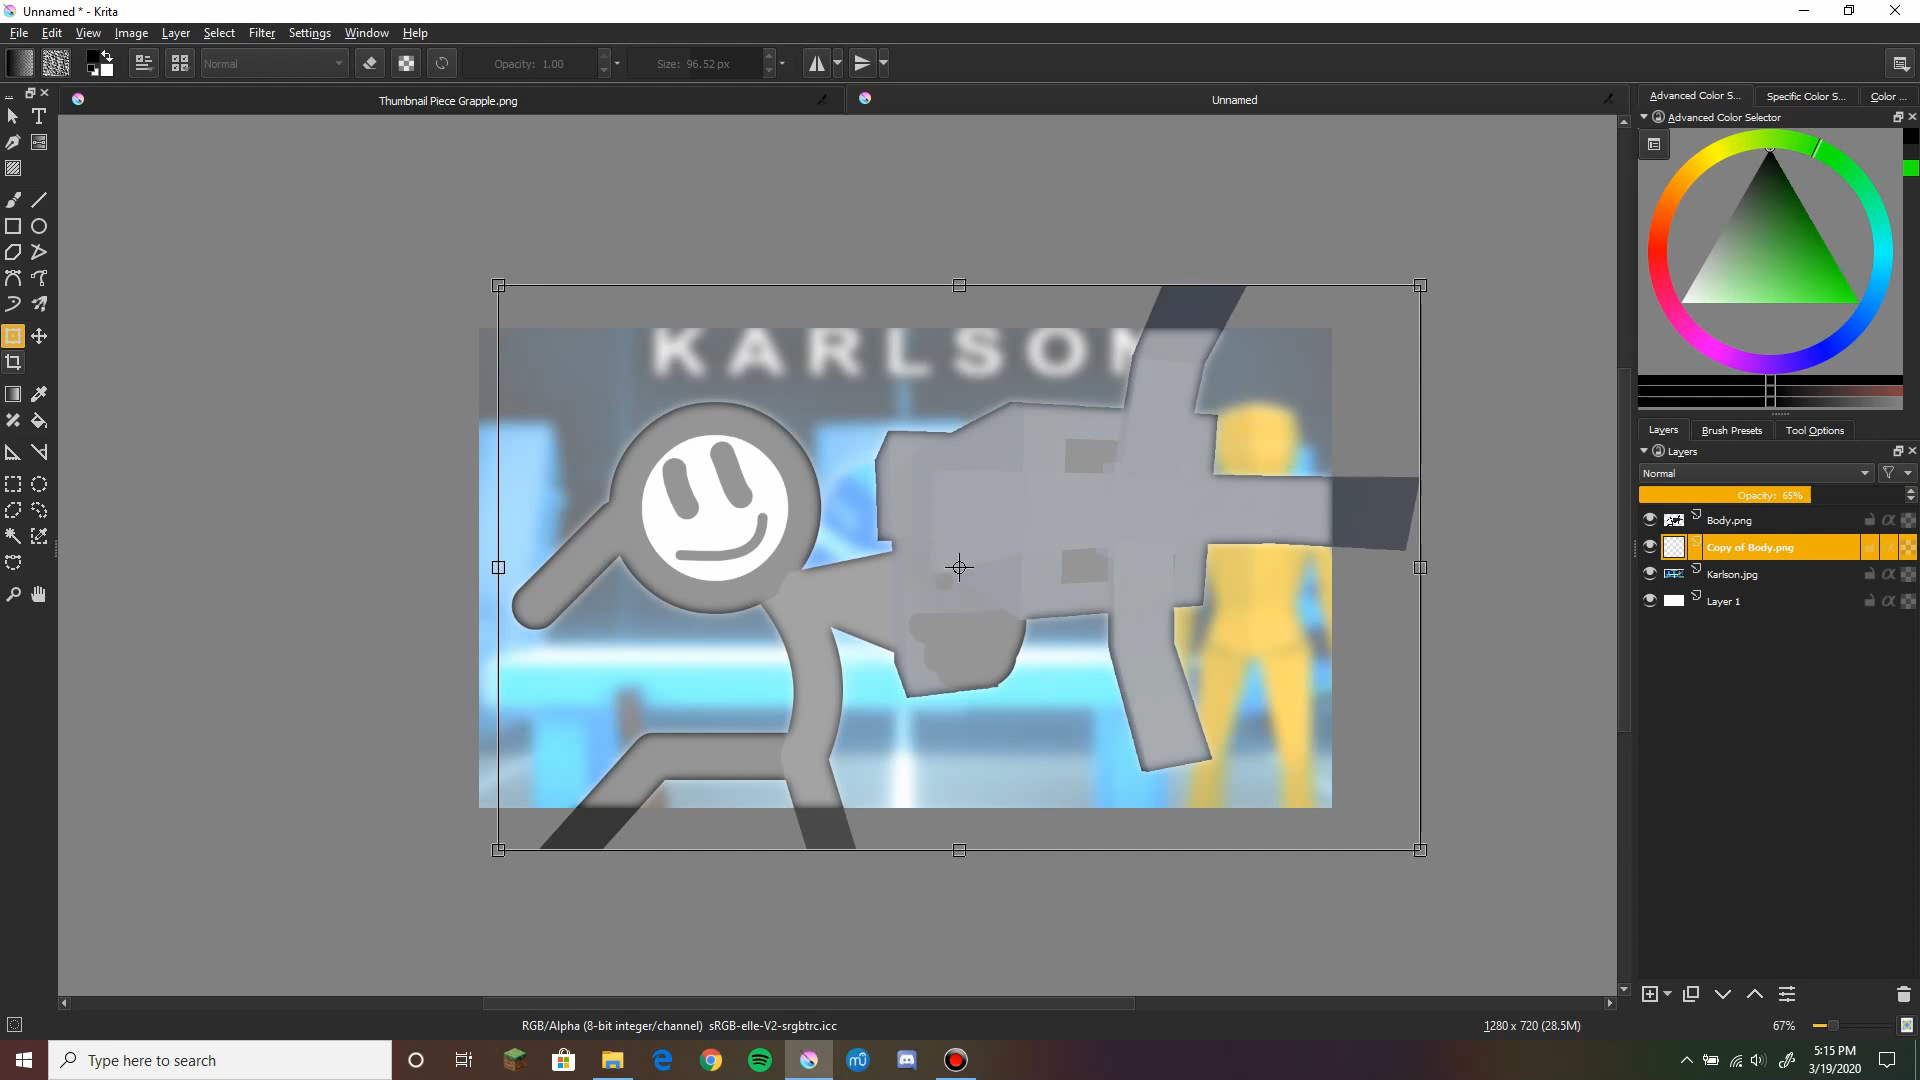 Unnamed * - Krita
File Edit View Image Layer Select Filter Settings Window Help
Normal Opacity: 1.00 Size: 96.52 px
Thumbnail Piece Grapple.png Unnamed
Advanced Color S... Specific Color S... Color ...
Advanced Color Selector
KARLSON
Layers Brush Presets Tool Options
Layers
Normal
Opacity: 65%
Body.png
Copy of Body.png
Karlson.jpg
Layer 1
RGB/Alpha (8-bit integer/channel) sRGB-elle-V2-srgbtrc.icc
1280 x 720 (28.5M)
67%
Type here to search
5:15 PM
3/19/2020